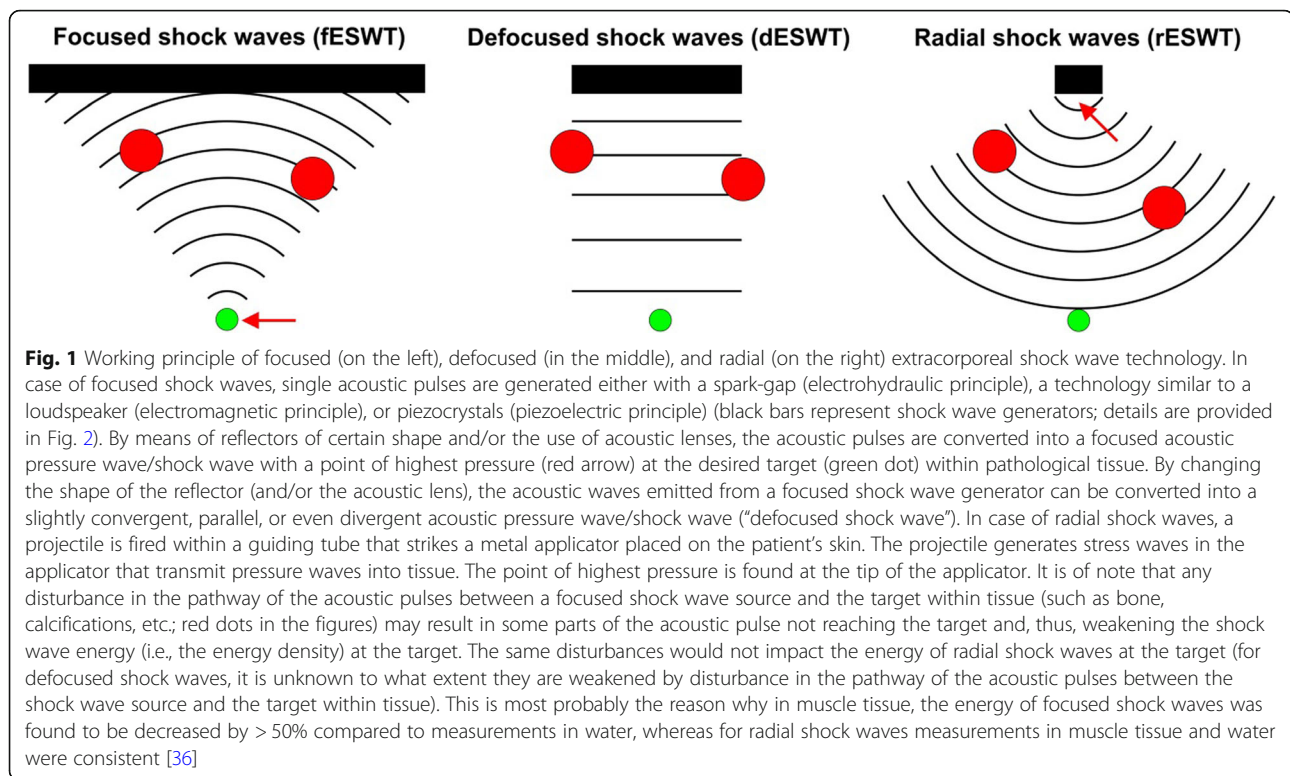 Focused shock waves (fESWT) Defocused shock waves (dESWT) Radial shock waves (rESWT)
Fig. 1 Working principle of focused (on the left), defocused (in the middle), and radial (on the right) extracorporeal shock wave technology. In
case of focused shock waves, single acoustic pulses are generated either with a spark-gap (electrohydraulic principle), a technology similar to a
loudspeaker (electromagnetic principle), or piezocrystals (piezoelectric principle) (black bars represent shock wave generators; details are provided
in Fig. 2). By means of reflectors of certain shape and/or the use of acoustic lenses, the acoustic pulses are converted into a focused acoustic
pressure wave/shock wave with a point of highest pressure (red arrow) at the desired target (green dot) within pathological tissue. By changing
the shape of the reflector (and/or the acoustic lens), the acoustic waves emitted from a focused shock wave generator can be converted into a
slightly convergent, parallel, or even divergent acoustic pressure wave/shock wave (“defocused shock wave”). In case of radial shock waves, a
projectile is fired within a guiding tube that strikes a metal applicator placed on the patient’s skin. The projectile generates stress waves in the
applicator that transmit pressure waves into tissue. The point of highest pressure is found at the tip of the applicator. It is of note that any
disturbance in the pathway of the acoustic pulses between a focused shock wave source and the target within tissue (such as bone,
calcifications, etc.; red dots in the figures) may result in some parts of the acoustic pulse not reaching the target and, thus, weakening the shock
wave energy (i.e., the energy density) at the target. The same disturbances would not impact the energy of radial shock waves at the target (for
defocused shock waves, it is unknown to what extent they are weakened by disturbance in the pathway of the acoustic pulses between the
shock wave source and the target within tissue). This is most probably the reason why in muscle tissue, the energy of focused shock waves was
found to be decreased by > 50% compared to measurements in water, whereas for radial shock waves measurements in muscle tissue and water
were consistent [36]